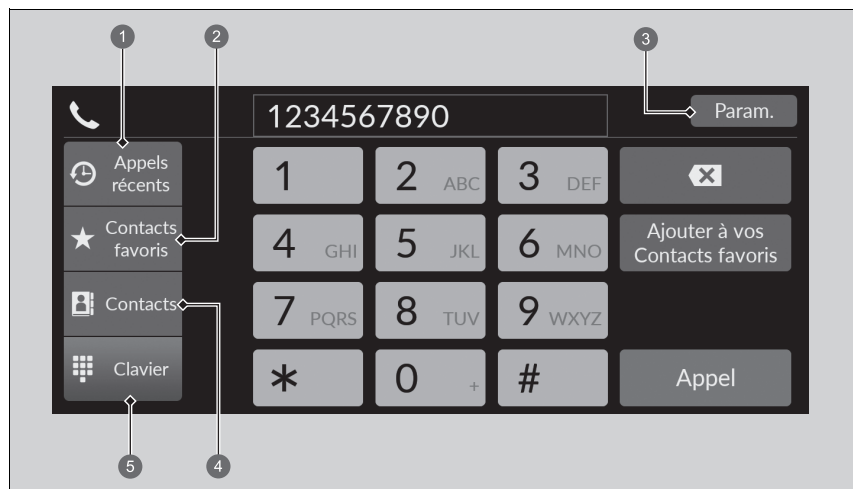 1 2 3
1234567890 Param.
Appels
récents
Contacts
favoris
Contacts
Clavier
1 2 ABC 3 DEF
4 GHI 5 JKL 6 MNO
7 PQRS 8 TUV 9 WXYZ
* 0 + #
Ajouter à vos
Contacts favoris
Appel
5 4